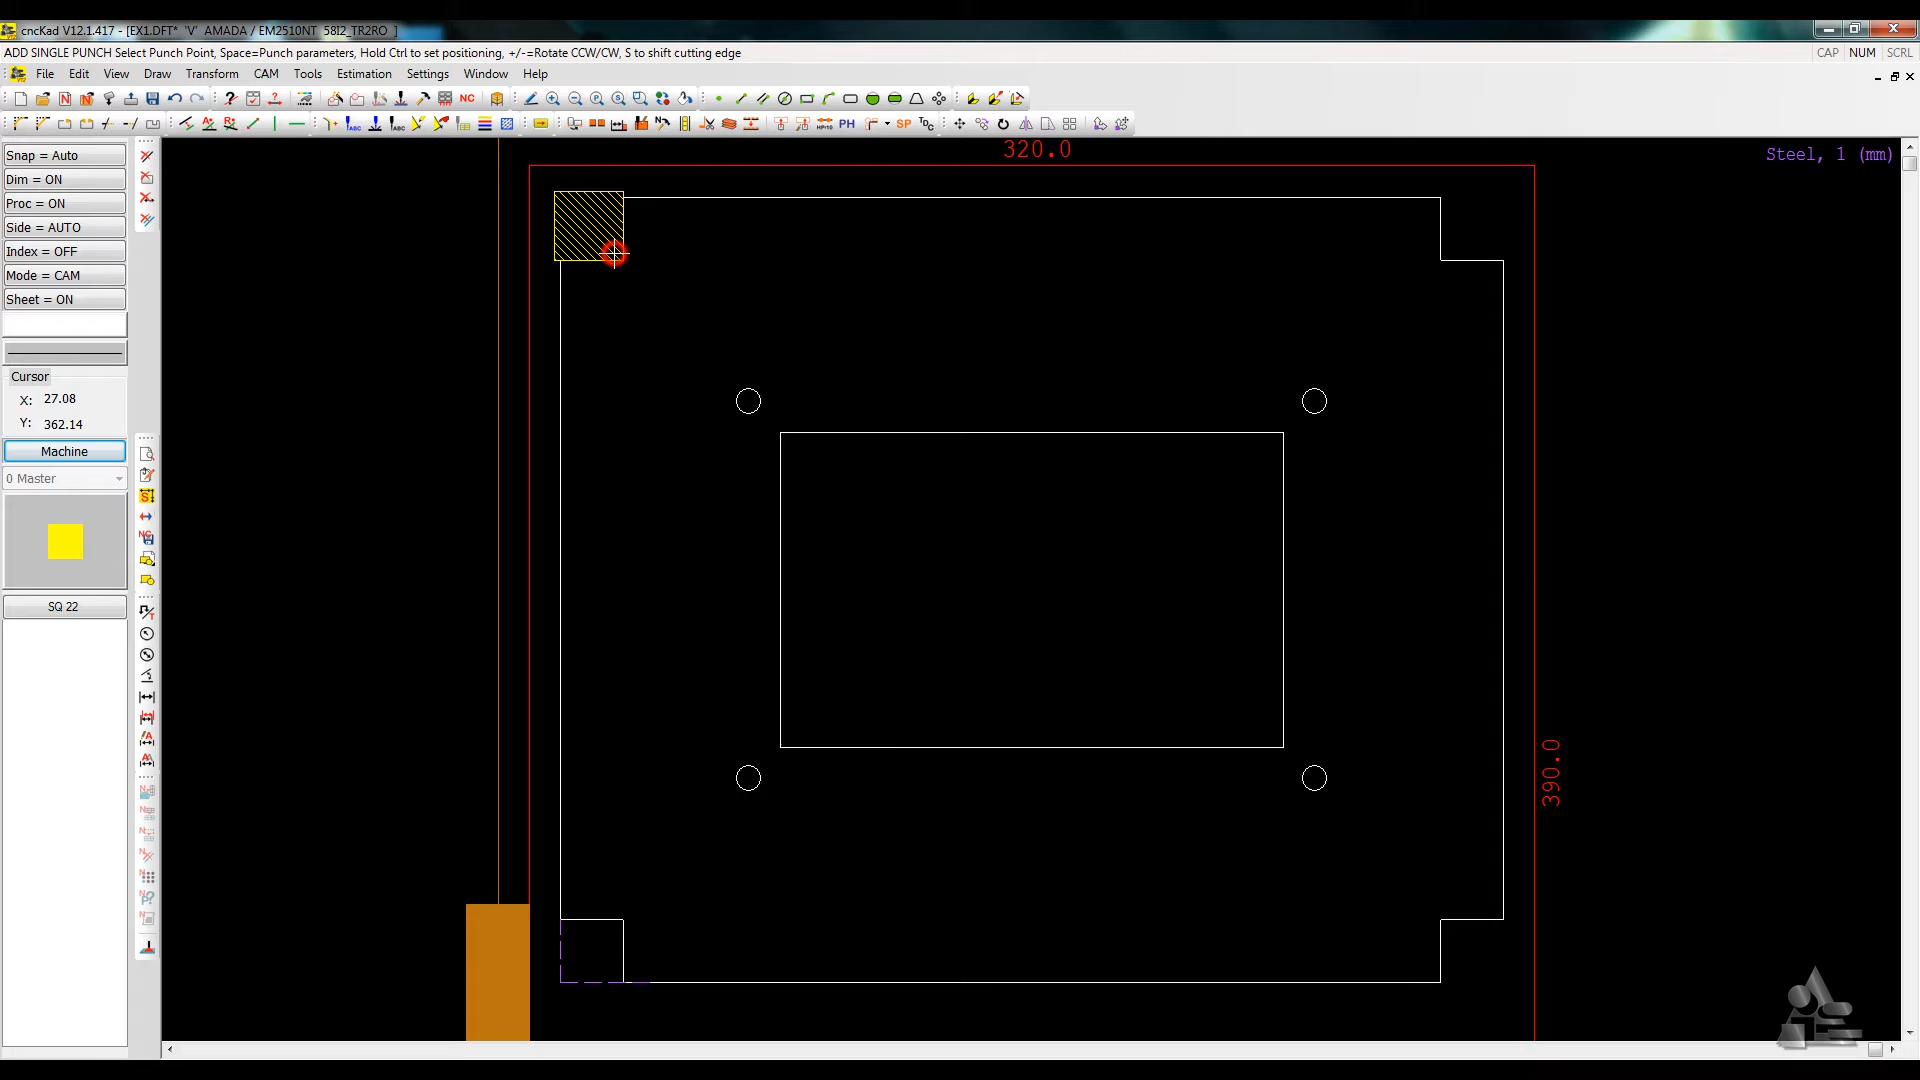 cncKad V12.1.417 - [EX1.DFT* 'V' AMADA / EM2510NT 58I2_TR2RO ]
ADD SINGLE PUNCH Select Punch Point, Space=Punch parameters, Hold Ctrl to set positioning, +/-=Rotate CCW/CW, S to shift cutting edge
CAP NUM SCRL
File Edit View Draw Transform CAM Tools Estimation Settings Window Help
NC
PH SP
Snap = Auto
Dim = ON
Proc = ON
Side = AUTO
Index = OFF
Mode = CAM
Sheet = ON
Cursor
X: 27.08
Y: 362.14
Machine
0 Master
SQ 22
320.0
Steel, 1 (mm)
390.0